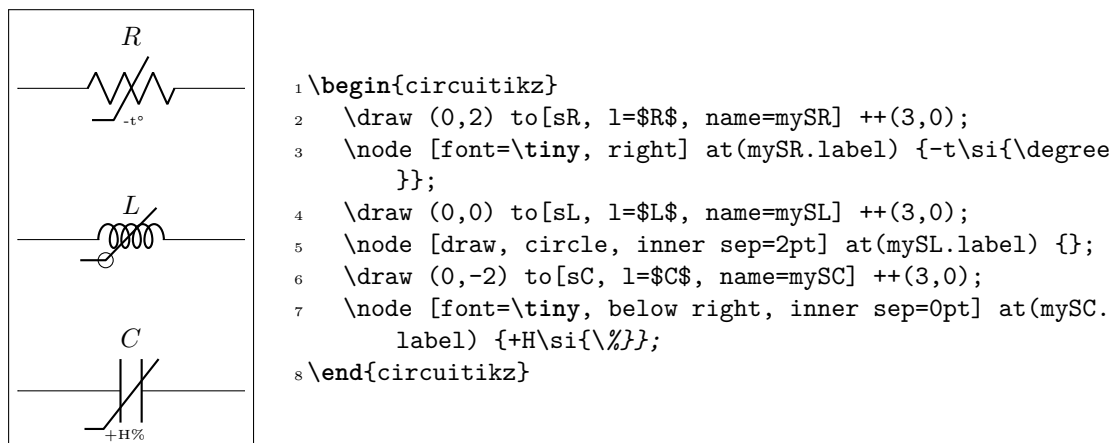 R
-t°
L
C
+H%
1 \begin{circuitikz}
2 \draw (0,2) to[sR, l=$R$, name=mySR] ++(3,0);
3 \node [font=\tiny, right] at(mySR.label) {-t\si{\degree
}};
4 \draw (0,0) to[sL, l=$L$, name=mySL] ++(3,0);
5 \node [draw, circle, inner sep=2pt] at(mySL.label) {};
6 \draw (0,-2) to[sC, l=$C$, name=mySC] ++(3,0);
7 \node [font=\tiny, below right, inner sep=0pt] at(mySC.
label) {+H\si{\%}};
8 \end{circuitikz}